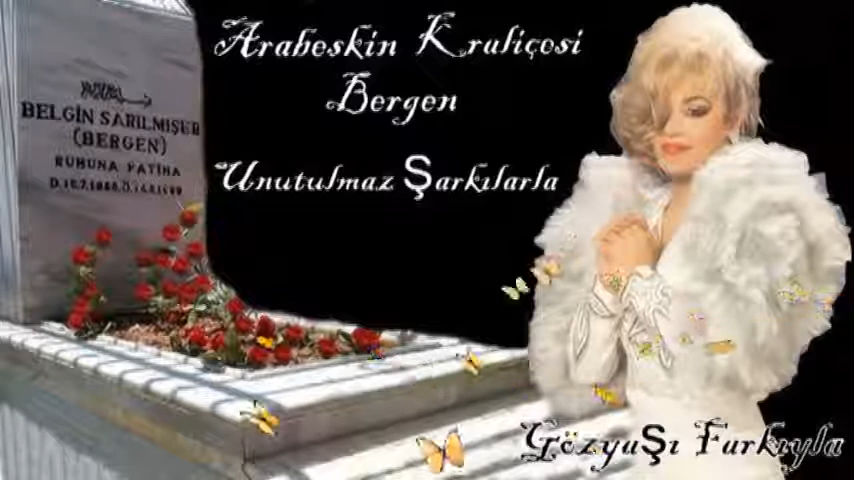 BELGİN SARILMIŞER
(BERGEN)
RUHUNA FATİHA
Arabeskin Kraliçesi
Bergen
Unutulmaz Şarkılarla
GözyaŞı Farkıyla